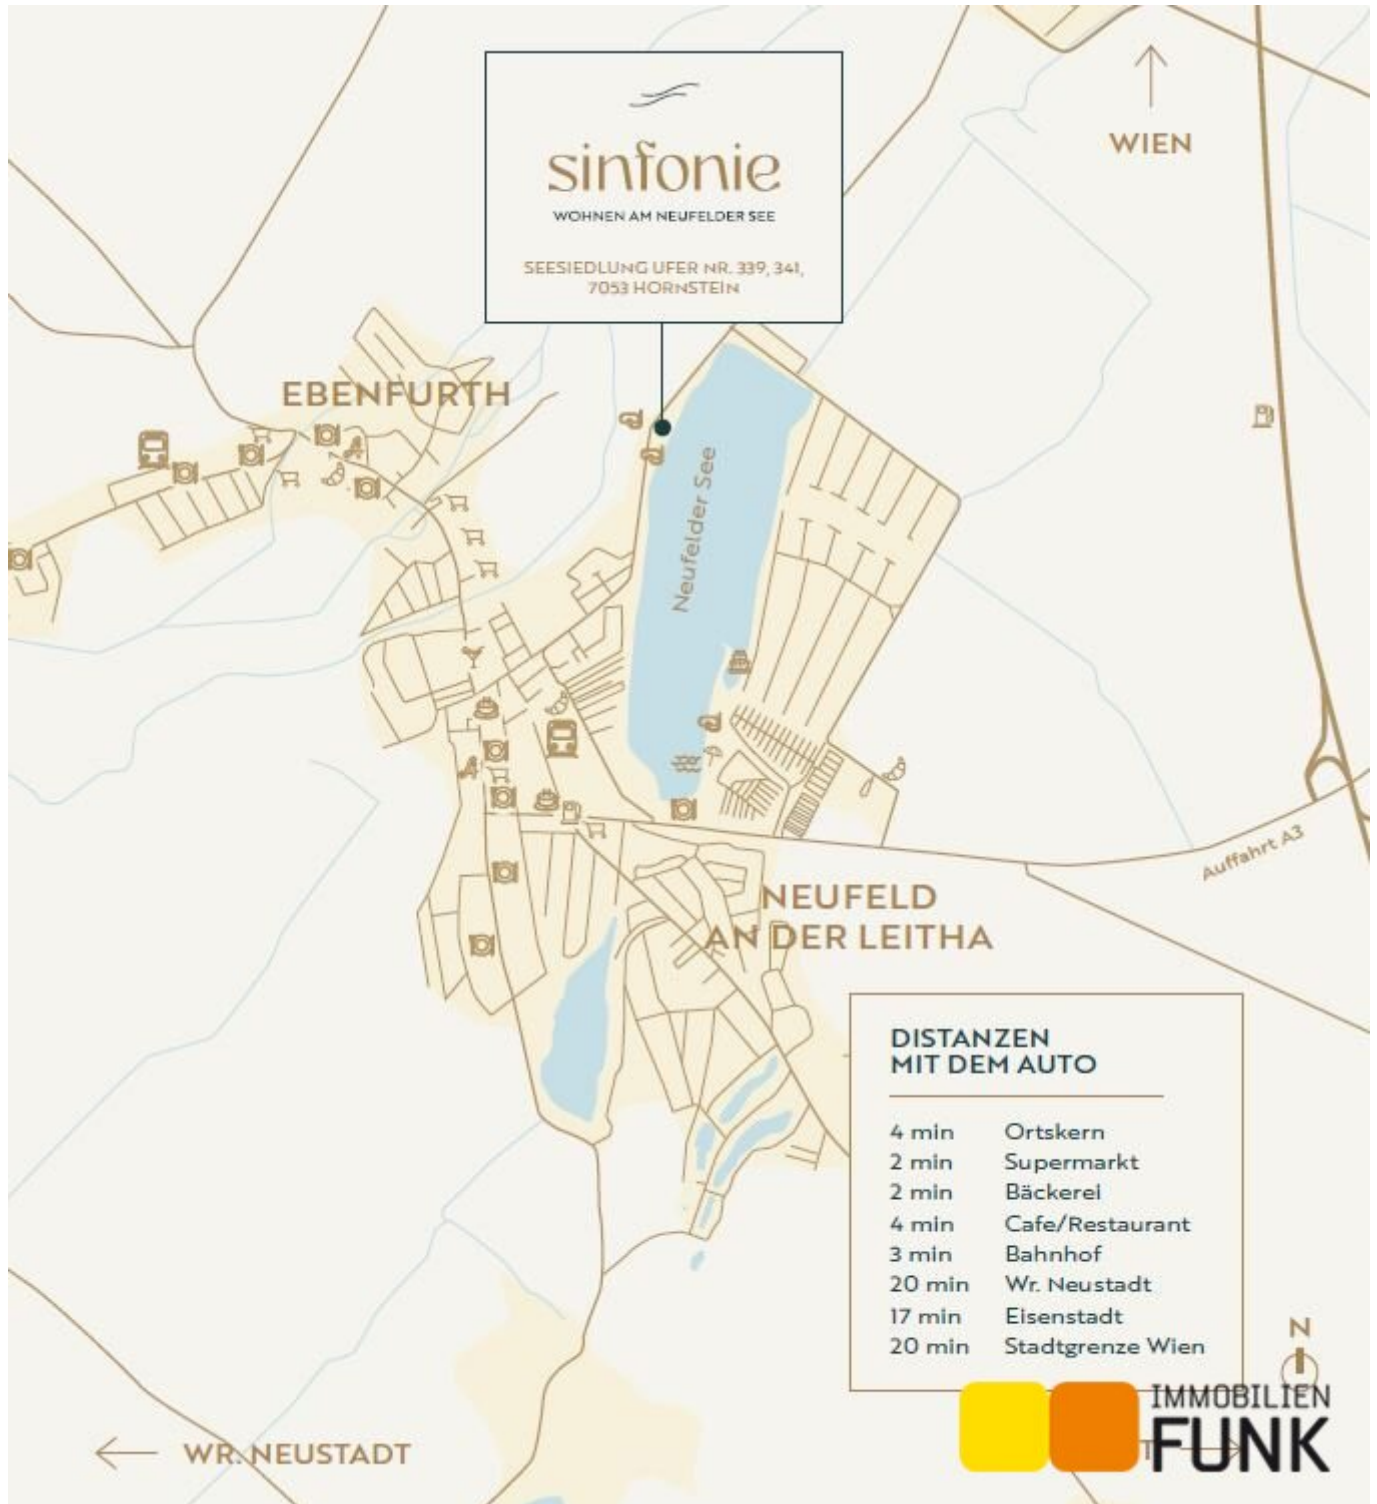 WIEN
sinfonie
WOHNEN AM NEUFELDER SEE
SEESIEDLUNG UFER NR. 339, 341,
7053 HORNSTEIN
EBENFURTH
Neufelder See
Auffahrt A3
NEUFELD
AN DER LEITHA
DISTANZEN
MIT DEM AUTO
4 min Ortskern
2 min Supermarkt
2 min Bäckerei
4 min Cafe/Restaurant
3 min Bahnhof
20 min Wr. Neustadt
17 min Eisenstadt
20 min Stadtgrenze Wien
N
IMMOBILIEN
FUNK
WR. NEUSTADT